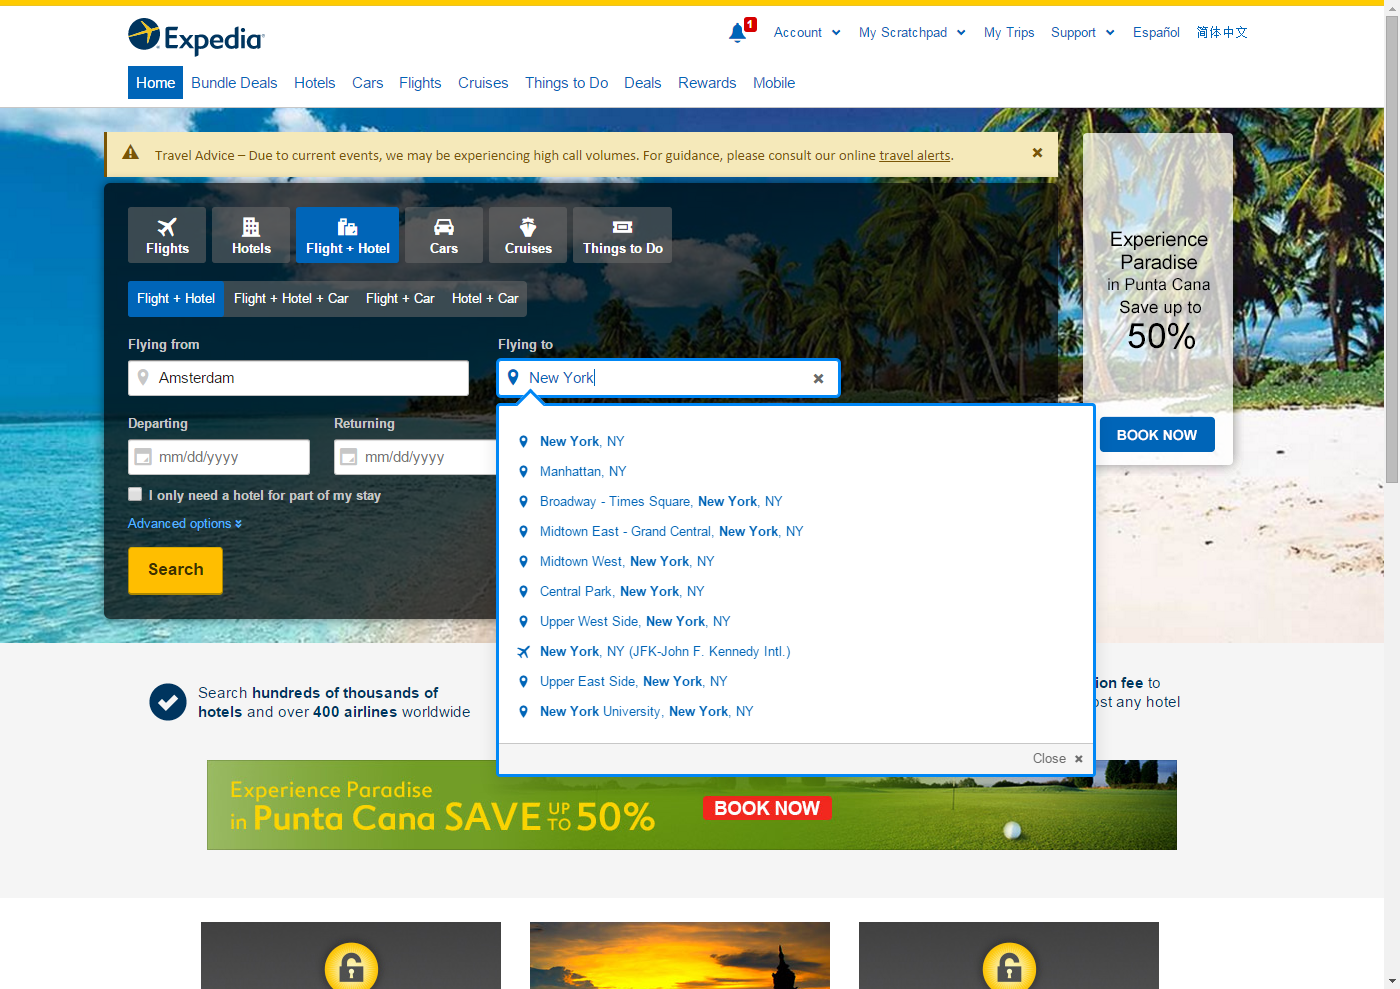 Expedia
1
Account
My Scratchpad
My Trips
Support
Español
简体中文
Home
Bundle Deals
Hotels
Cars
Flights
Cruises
Things to Do
Deals
Rewards
Mobile
Travel Advice – Due to current events, we may be experiencing high call volumes. For guidance, please consult our online travel alerts.
Flights
Hotels
Flight + Hotel
Cars
Cruises
Things to Do
Flight + Hotel
Flight + Hotel + Car
Flight + Car
Hotel + Car
Flying from
Amsterdam
Flying to
New York
Departing
mm/dd/yyyy
Returning
mm/dd/yyyy
I only need a hotel for part of my stay
Advanced options
Search
New York, NY
Manhattan, NY
Broadway - Times Square, New York, NY
Midtown East - Grand Central, New York, NY
Midtown West, New York, NY
Central Park, New York, NY
Upper West Side, New York, NY
New York, NY (JFK-John F. Kennedy Intl.)
Upper East Side, New York, NY
New York University, New York, NY
Close
Experience
Paradise
in Punta Cana
Save up to
50%
BOOK NOW
Search hundreds of thousands of
hotels and over 400 airlines worldwide
fee to
any hotel
Experience Paradise
in Punta Cana SAVE UP TO 50%
BOOK NOW